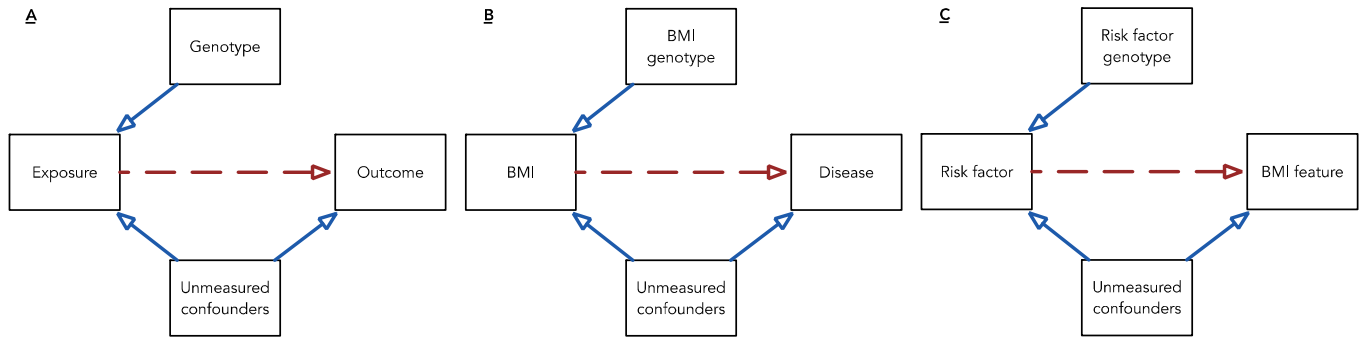 A
Genotype
Exposure
Outcome
Unmeasured
confounders
B
BMI
genotype
BMI
Disease
Unmeasured
confounders
C
Risk factor
genotype
Risk factor
BMI feature
Unmeasured
confounders